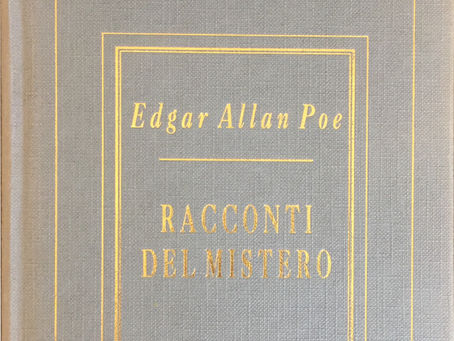 Edgar Allan Poe
RACCONTI
DEL MISTERO